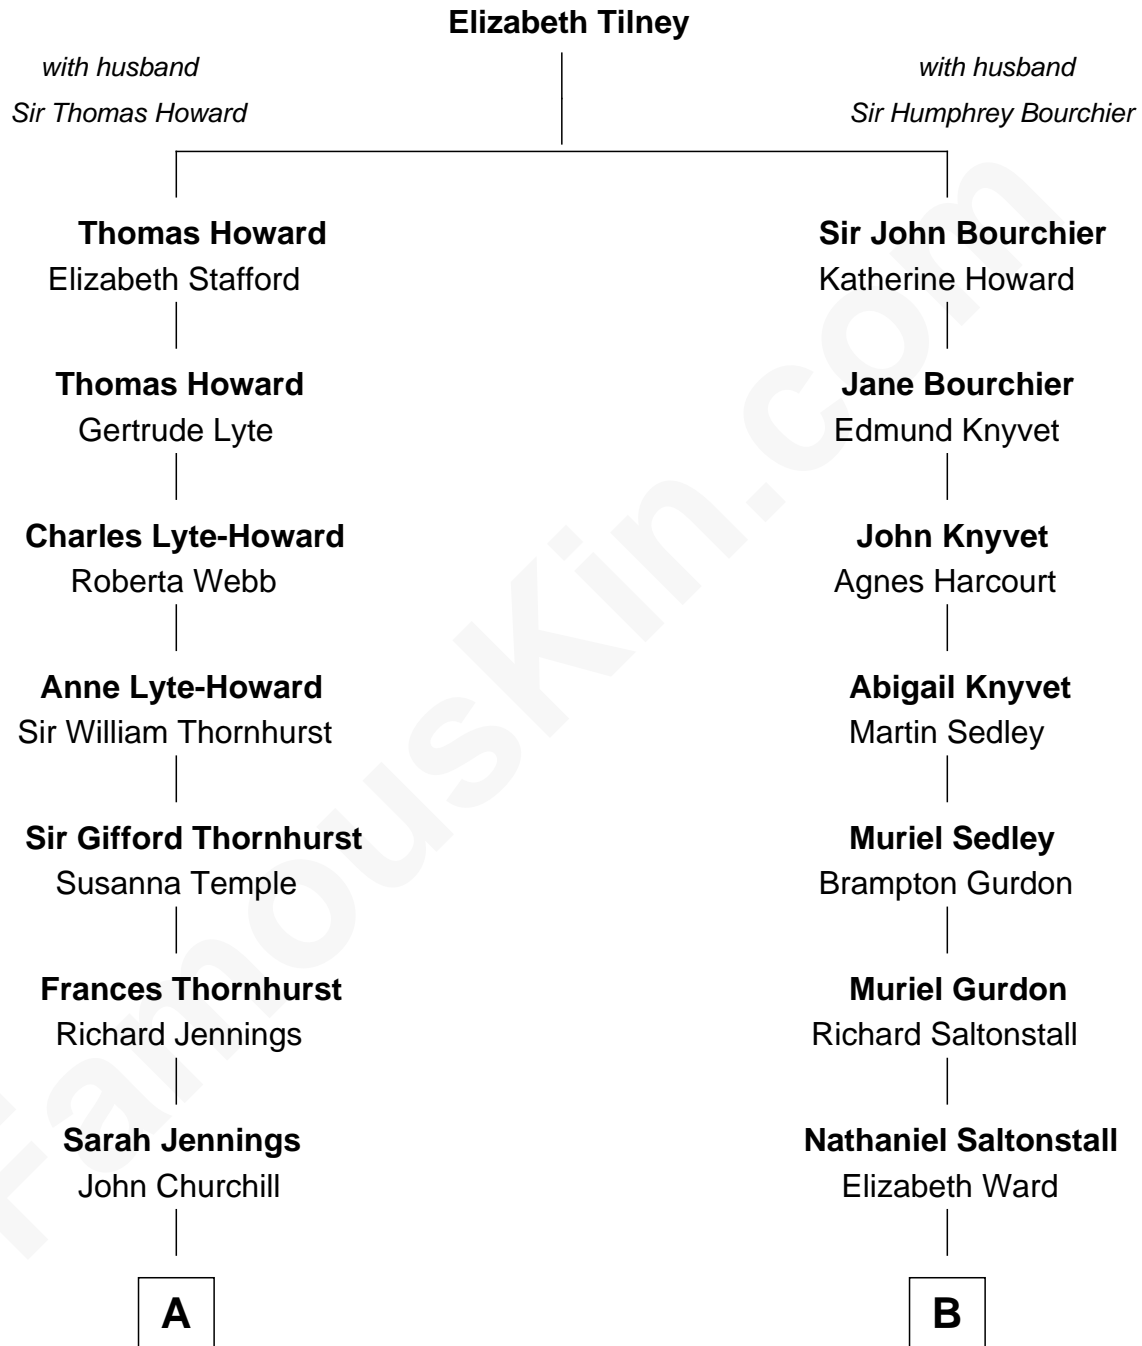 Elizabeth Tilney
with husband
Sir Thomas Howard
with husband
Sir Humphrey Bourchier
Thomas Howard
Elizabeth Stafford
Sir John Bourchier
Katherine Howard
Thomas Howard
Gertrude Lyte
Jane Bourchier
Edmund Knyvet
Charles Lyte-Howard
Roberta Webb
John Knyvet
Agnes Harcourt
Anne Lyte-Howard
Sir William Thornhurst
Abigail Knyvet
Martin Sedley
Sir Gifford Thornhurst
Susanna Temple
Muriel Sedley
Brampton Gurdon
Frances Thornhurst
Richard Jennings
Muriel Gurdon
Richard Saltonstall
Sarah Jennings
John Churchill
Nathaniel Saltonstall
Elizabeth Ward
A
B
FamousKin.com